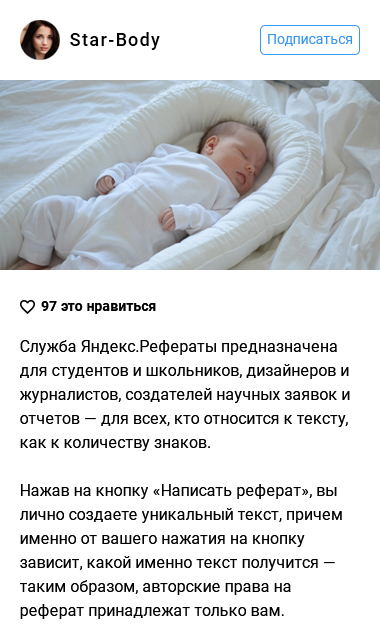 Star-Body
Подписаться
97 это нравиться
Служба Яндекс.Рефераты предназначена
для студентов и школьников, дизайнеров и
журналистов, создателей научных заявок и
отчетов — для всех, кто относится к тексту,
как к количеству знаков.
Нажав на кнопку «Написать реферат», вы
лично создаете уникальный текст, причем
именно от вашего нажатия на кнопку
зависит, какой именно текст получится —
таким образом, авторские права на
реферат принадлежат только вам.